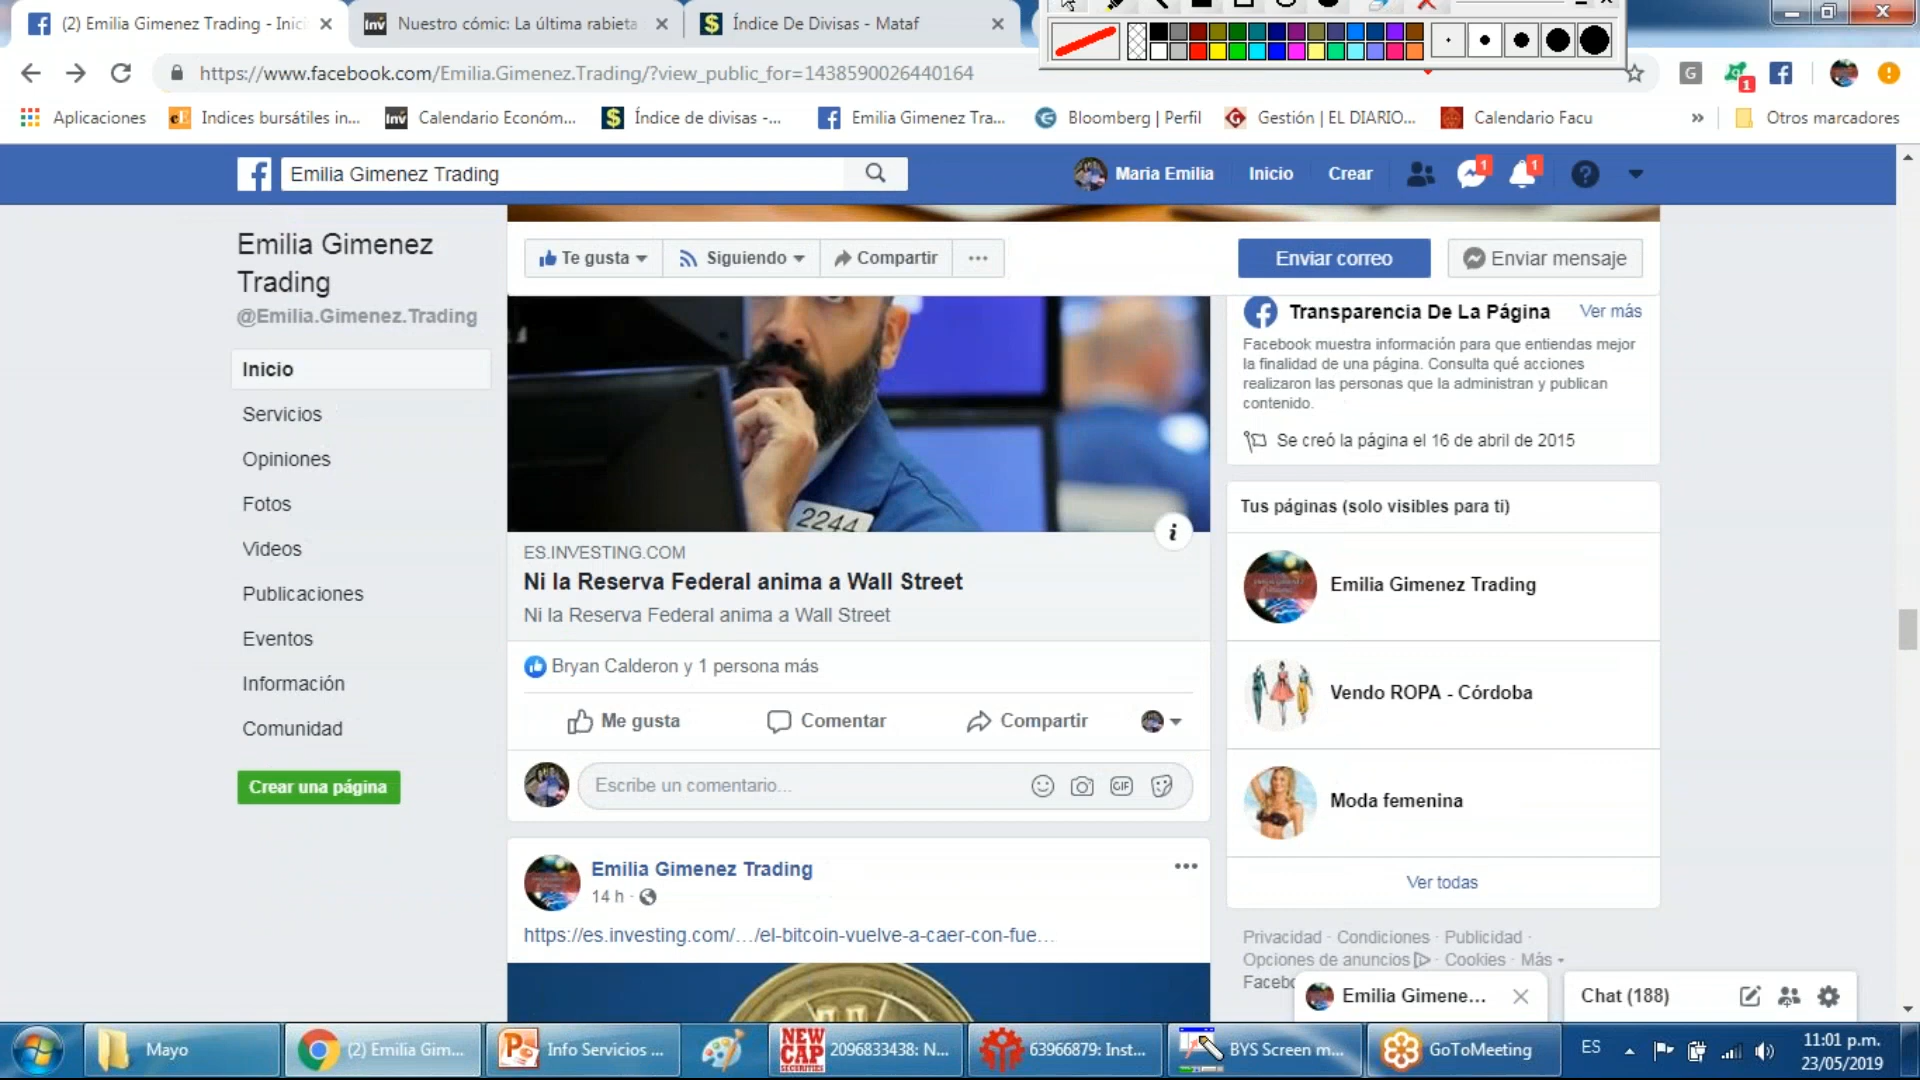 (2) Emilia Gimenez Trading - Inici
Nuestro cómic: La última rabieta
Índice De Divisas - Mataf
https://www.facebook.com/Emilia.Gimenez.Trading/?view_public_for=1438590026440164
Aplicaciones
Indices bursátiles in...
Calendario Económ...
Índice de divisas -...
Emilia Gimenez Tra...
Bloomberg | Perfil
Gestión | EL DIARIO...
Calendario Facu
»
Otros marcadores
Emilia Gimenez Trading
Maria Emilia
Inicio
Crear
1
1
Emilia Gimenez
Trading
@Emilia.Gimenez.Trading
Inicio
Servicios
Opiniones
Fotos
Videos
Publicaciones
Eventos
Información
Comunidad
Crear una página
Te gusta
Siguiendo
Compartir
Enviar correo
Enviar mensaje
2244
ES.INVESTING.COM
Ni la Reserva Federal anima a Wall Street
Ni la Reserva Federal anima a Wall Street
Bryan Calderon y 1 persona más
Me gusta
Comentar
Compartir
Escribe un comentario...
GIF
Emilia Gimenez Trading
14 h ·
https://es.investing.com/…/el-bitcoin-vuelve-a-caer-con-fue…
Transparencia De La Página
Ver más
Facebook muestra información para que entiendas mejor
la finalidad de una página. Consulta qué acciones
realizaron las personas que la administran y publican
contenido.
Se creó la página el 16 de abril de 2015
Tus páginas (solo visibles para ti)
Emilia Gimenez Trading
Vendo ROPA - Córdoba
Moda femenina
Ver todas
Privacidad · Condiciones · Publicidad ·
Opciones de anuncios · Cookies · Más
Faceb
Emilia Gimene...
Chat (188)
Mayo
(2) Emilia Gim...
Info Servicios ...
NEW CAP SECURITIES
2096833438: N...
63966879: Inst...
BYS Screen m...
GoToMeeting
ES
11:01 p.m.
23/05/2019